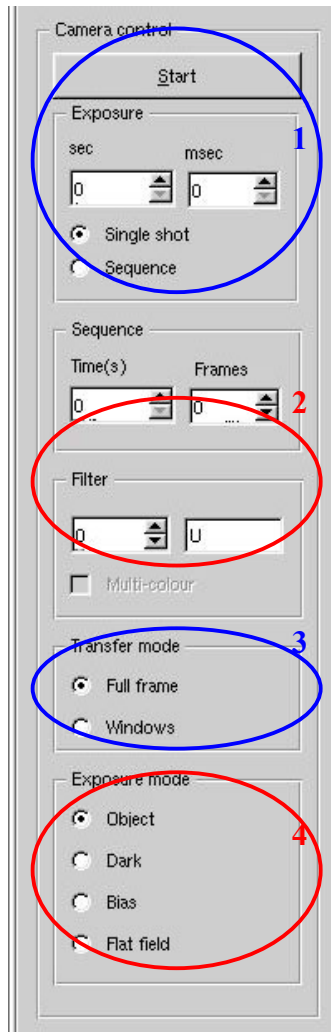 Camera control
Start
Exposure
1
sec msec
0 0
Single shot
Sequence
Sequence
Time(s) Frames
0 0 2
Filter
0 U
Multi-colour
Transfer mode 3
Full frame
Windows
Exposure mode
Object
4
Dark
Bias
Flat field